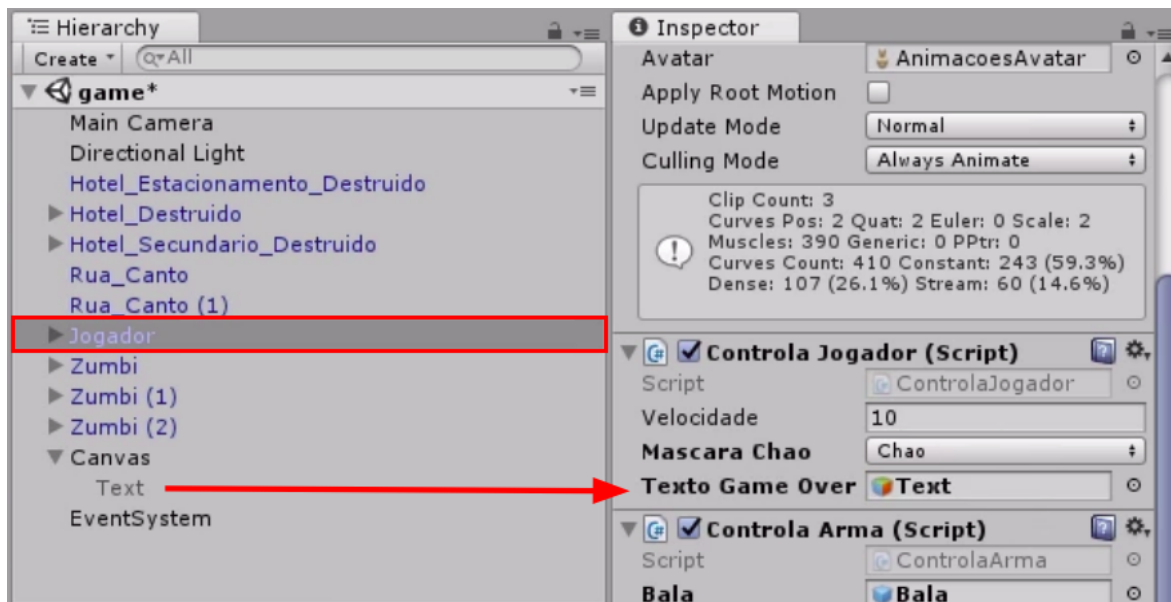 Hierarchy
Create All
game*
Main Camera
Directional Light
Hotel_Estacionamento_Destruido
Hotel_Destruido
Hotel_Secundario_Destruido
Rua_Canto
Rua_Canto (1)
Jogador
Zumbi
Zumbi (1)
Zumbi (2)
Canvas
Text
EventSystem
Inspector
Avatar AnimacoesAvatar
Apply Root Motion
Update Mode Normal
Culling Mode Always Animate
Clip Count: 3
Curves Pos: 2 Quat: 2 Euler: 0 Scale: 2
Muscles: 390 Generic: 0 PPtr: 0
Curves Count: 410 Constant: 243 (59.3%)
Dense: 107 (26.1%) Stream: 60 (14.6%)
Controla Jogador (Script)
Script ControlaJogador
Velocidade 10
Mascara Chao Chao
Texto Game Over Text
Controla Arma (Script)
Script ControlaArma
Bala Bala